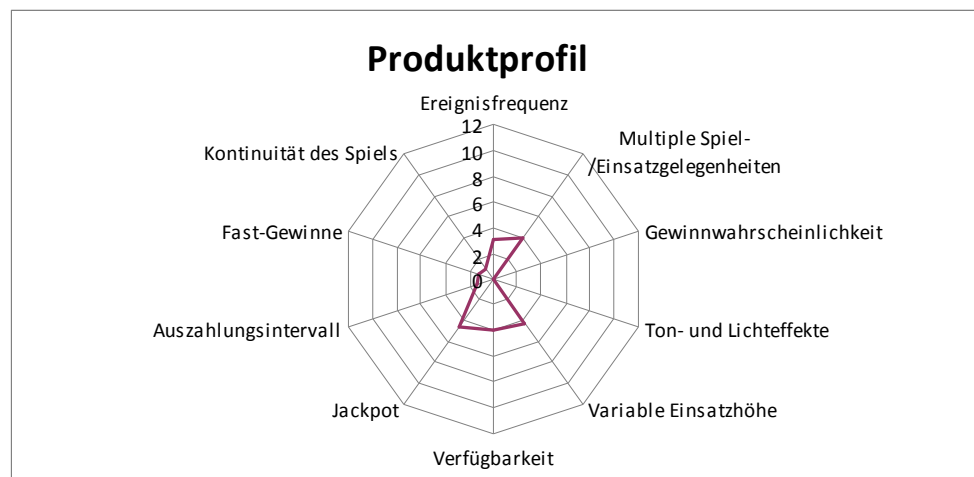 Produktprofil
Ereignisfrequenz
12
10
8
6
4
2
0
Multiple Spiel-
/Einsatzgelegenheiten
Gewinnwahrscheinlichkeit
Ton- und Lichteffekte
Variable Einsatzhöhe
Verfügbarkeit
Jackpot
Auszahlungsintervall
Fast-Gewinne
Kontinuität des Spiels